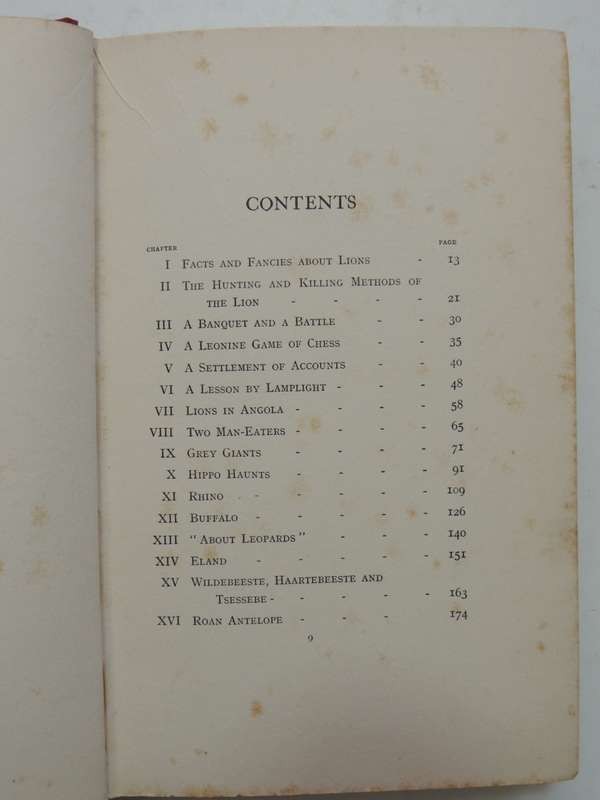 CONTENTS
CHAPTER PAGE
I FACTS AND FANCIES ABOUT LIONS - 13
II THE HUNTING AND KILLING METHODS OF
THE LION - - - - 21
III A BANQUET AND A BATTLE - - 30
IV A LEONINE GAME OF CHESS - - 35
V A SETTLEMENT OF ACCOUNTS - - 40
VI A LESSON BY LAMPLIGHT - - - 48
VII LIONS IN ANGOLA - - - - 58
VIII TWO MAN-EATERS - - - - 65
IX GREY GIANTS - - - - 71
X HIPPO HAUNTS - - - - 91
XI RHINO - - - - - 109
XII BUFFALO - - - - - 126
XIII "ABOUT LEOPARDS" - - - 140
XIV ELAND - - - - - 151
XV WILDEBEESTE, HAARTEBEESTE AND
TSESSEBE - - - - - 163
XVI ROAN ANTELOPE - - - 174
9